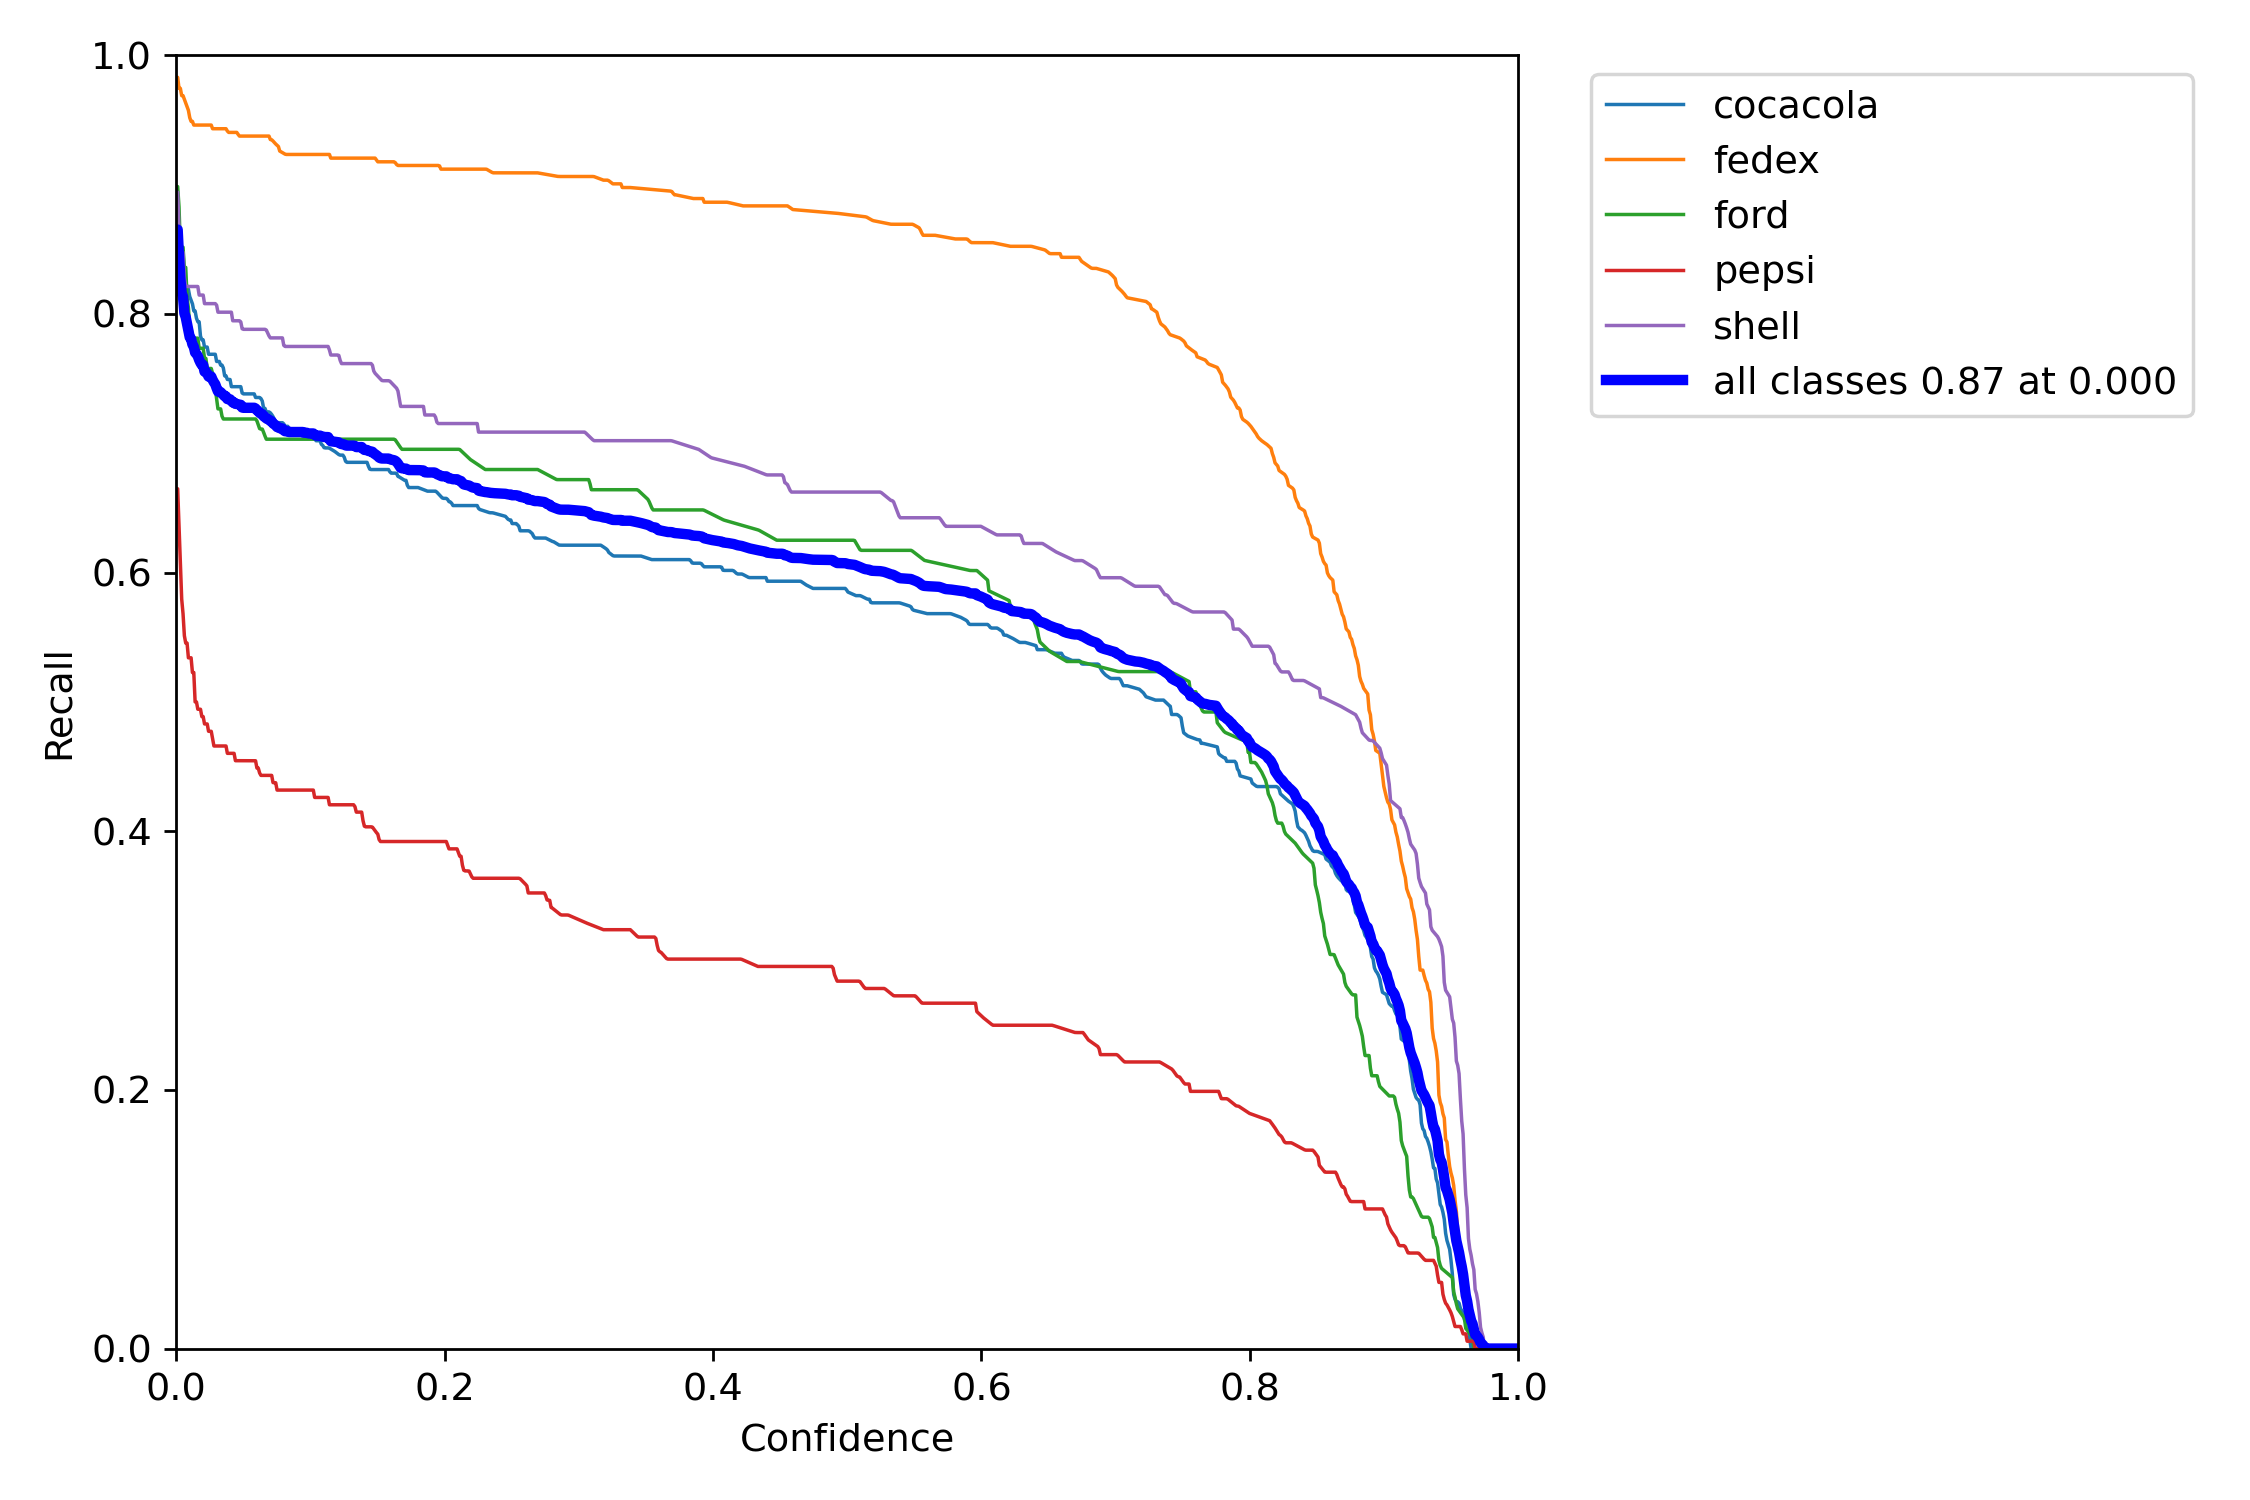 1.0
0.8
0.6
0.4
0.2
0.0
Recall
0.0 0.2 0.4 0.6 0.8 1.0
Confidence
cocacola
fedex
ford
pepsi
shell
all classes 0.87 at 0.000